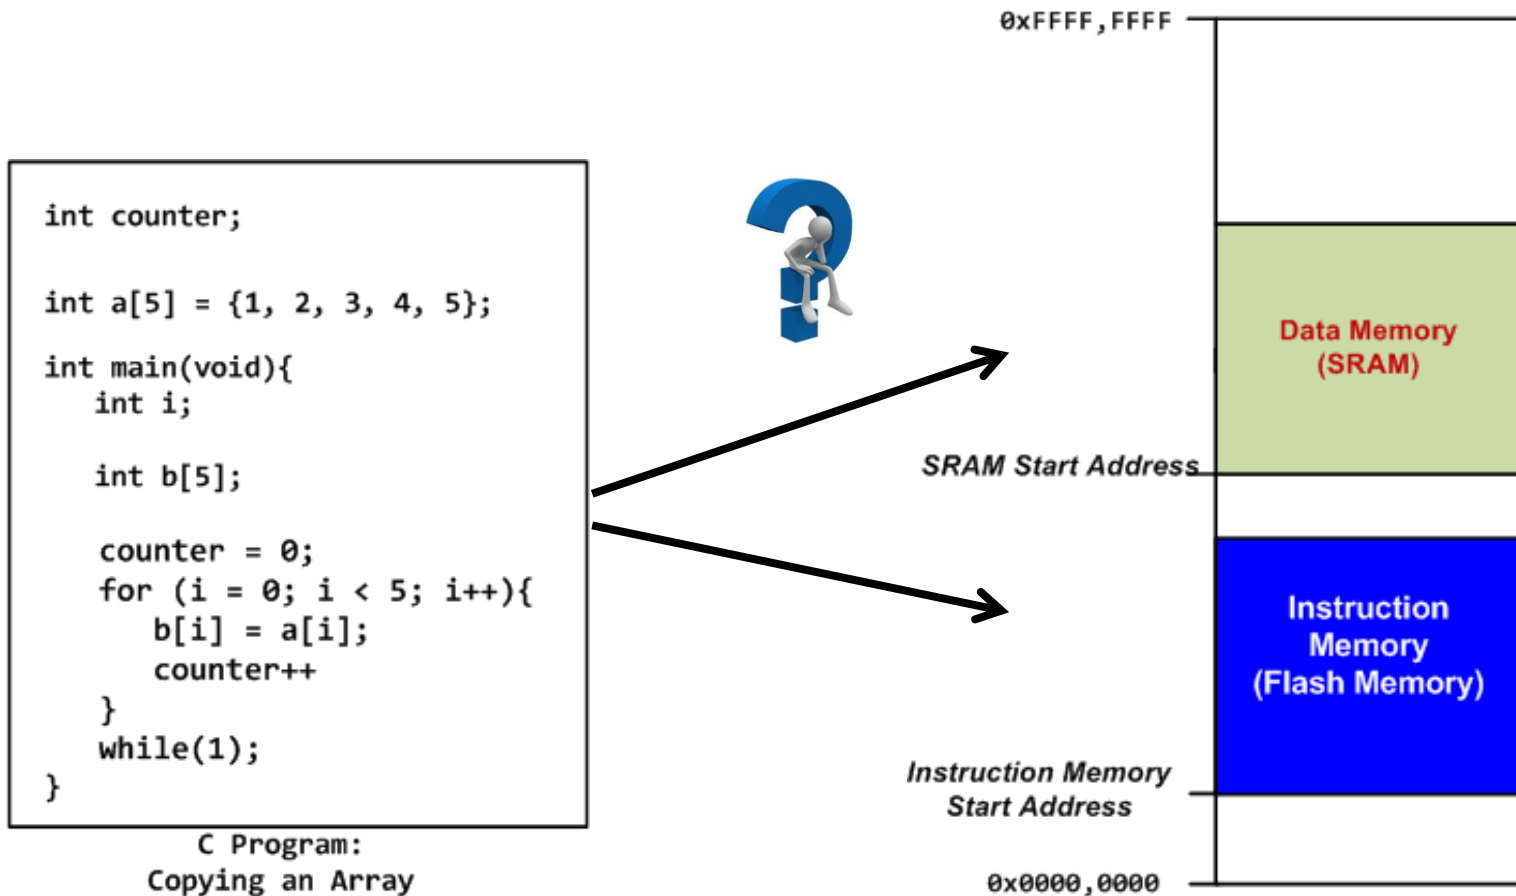 int counter;
int a[5] = {1, 2, 3, 4, 5};
int main(void){
int i;
int b[5];
counter = 0;
for (i = 0; i < 5; i++){
b[i] = a[i];
counter++
}
while(1);
}
C Program:
Copying an Array
0xFFFF,FFFF
Data Memory
(SRAM)
SRAM Start Address
Instruction
Memory
(Flash Memory)
Instruction Memory
Start Address
0x0000,0000